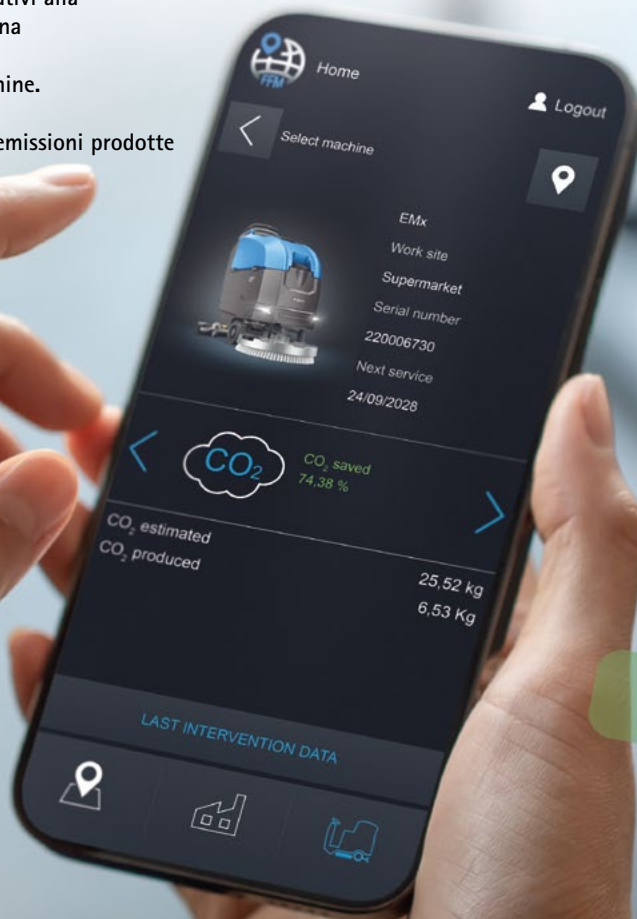 ativi alla
na
hine.
emissioni prodotte
FFM
Home
Logout
Select machine
EMx
Work site
Supermarket
Serial number
220006730
Next service
24/09/2028
CO₂
CO₂ saved
74,38 %
CO₂ estimated
25,52 kg
CO₂ produced
6,53 Kg
LAST INTERVENTION DATA